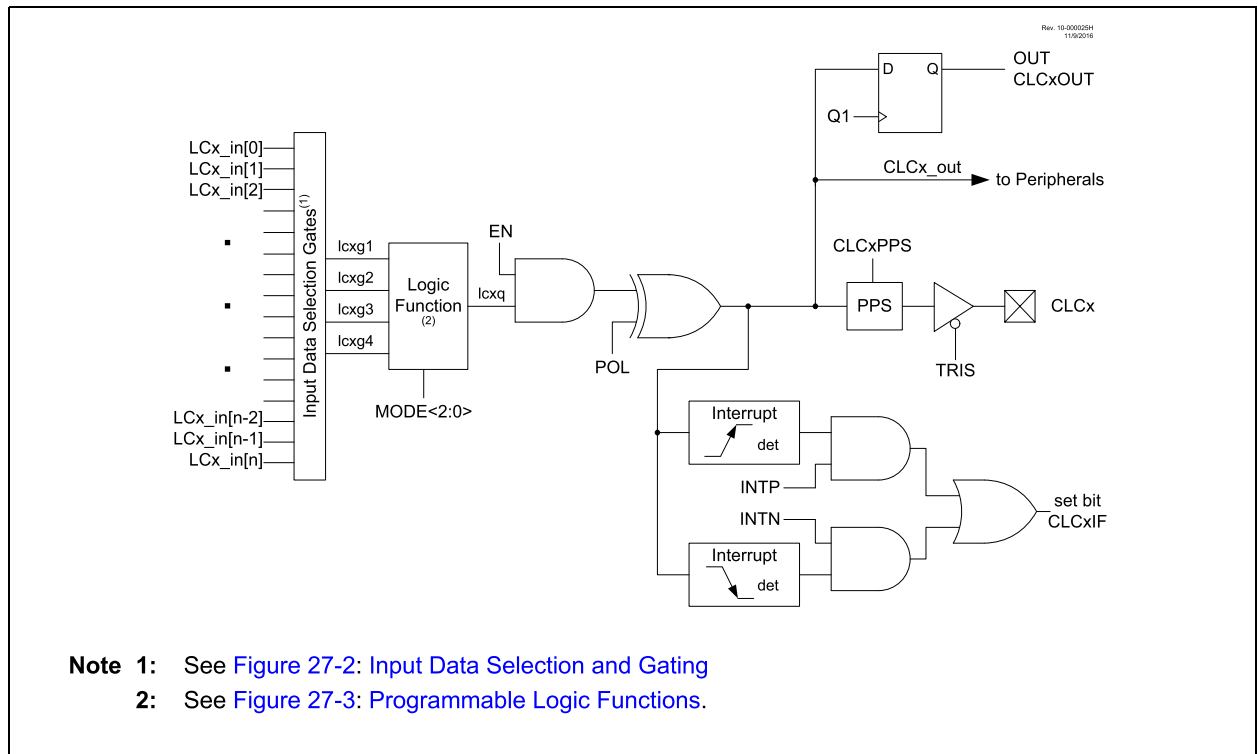 Rev. 10-000025H
11/9/2016
OUT
CLCxOUT
D Q
Q1
CLCx_out
to Peripherals
LCx_in[0]
LCx_in[1]
LCx_in[2]
Input Data Selection Gates(1)
lcxg1
lcxg2
lcxg3
lcxg4
Logic
Function
(2)
MODE<2:0>
lcxq
EN
POL
CLCxPPS
PPS
CLCx
TRIS
LCx_in[n-2]
LCx_in[n-1]
LCx_in[n]
Interrupt
det
INTP
INTN
Interrupt
det
set bit
CLCxIF
Note 1: See Figure 27-2: Input Data Selection and Gating
2: See Figure 27-3: Programmable Logic Functions.